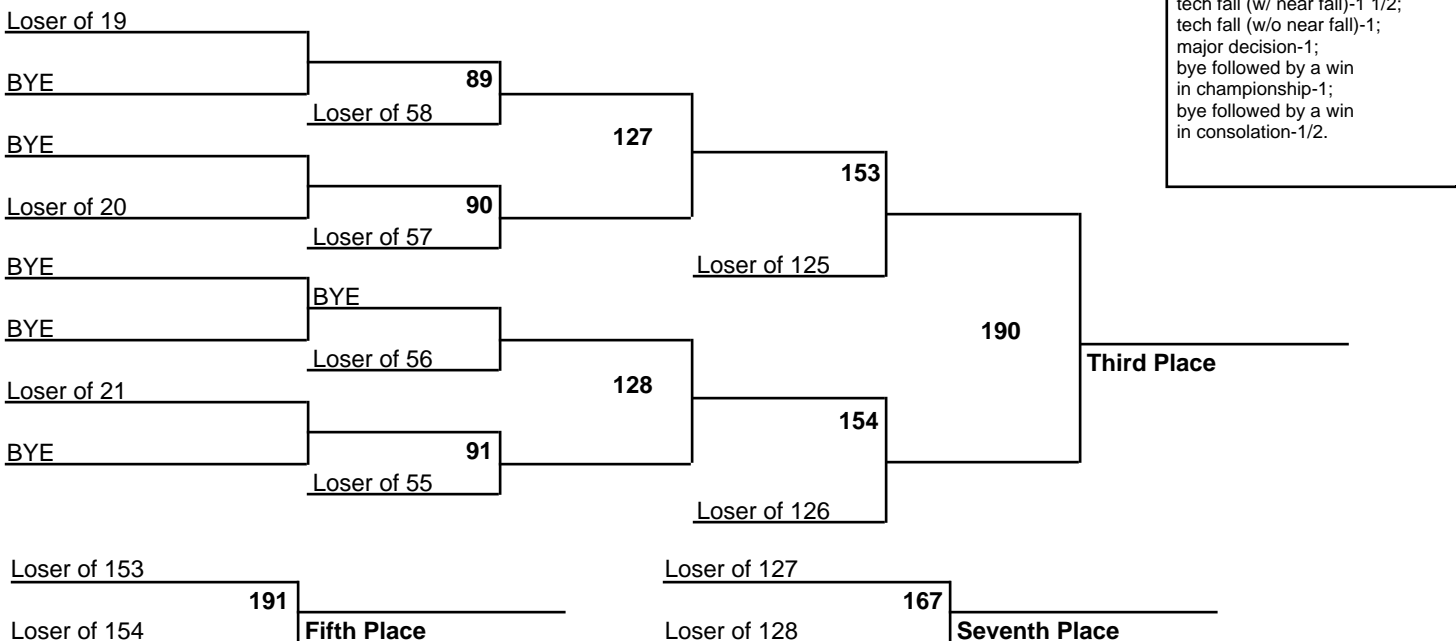 tech fall (w/ near fall)-1 1/2;
tech fall (w/o near fall)-1;
major decision-1;
bye followed by a win
in championship-1;
bye followed by a win
in consolation-1/2.
Loser of 19
BYE
89
Loser of 58
127
BYE
153
Loser of 20
90
Loser of 57
Loser of 125
BYE
BYE
BYE
190
Loser of 56
Third Place
128
Loser of 21
154
BYE
91
Loser of 55
Loser of 126
Loser of 153
191
Loser of 154
Fifth Place
Loser of 127
167
Loser of 128
Seventh Place